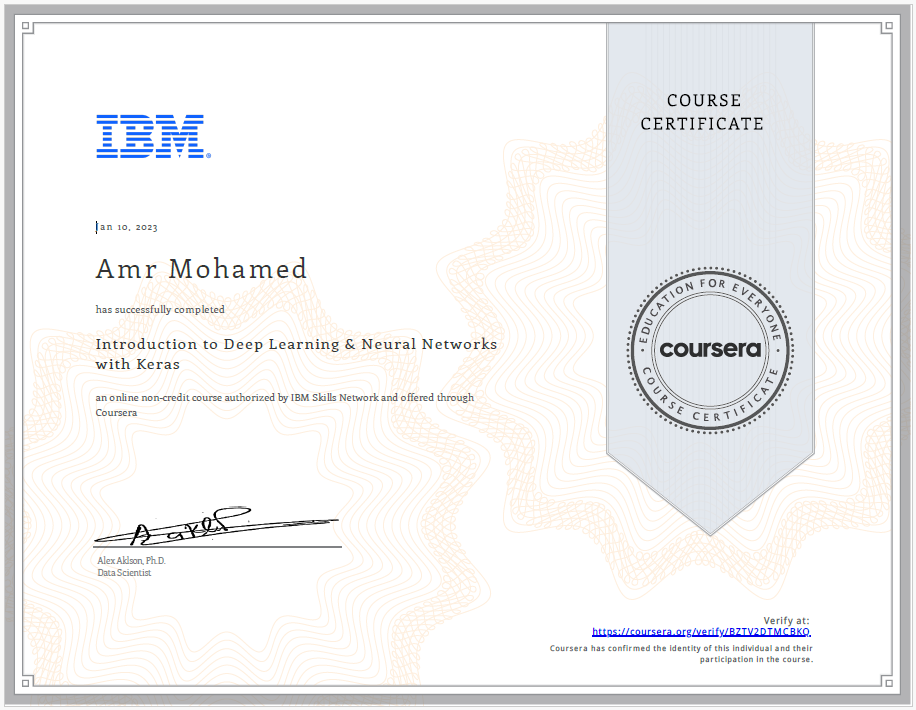 COURSE
CERTIFICATE
IBM®
Jan 10, 2023
Amr Mohamed
has successfully completed
Introduction to Deep Learning & Neural Networks
with Keras
an online non-credit course authorized by IBM Skills Network and offered through
Coursera
EDUCATION FOR EVERYONE
coursera
COURSE CERTIFICATE
Alex Aklson, Ph.D.
Data Scientist
Verify at:
https://coursera.org/verify/BZTV2DTMCBKQ
Coursera has confirmed the identity of this individual and their
participation in the course.